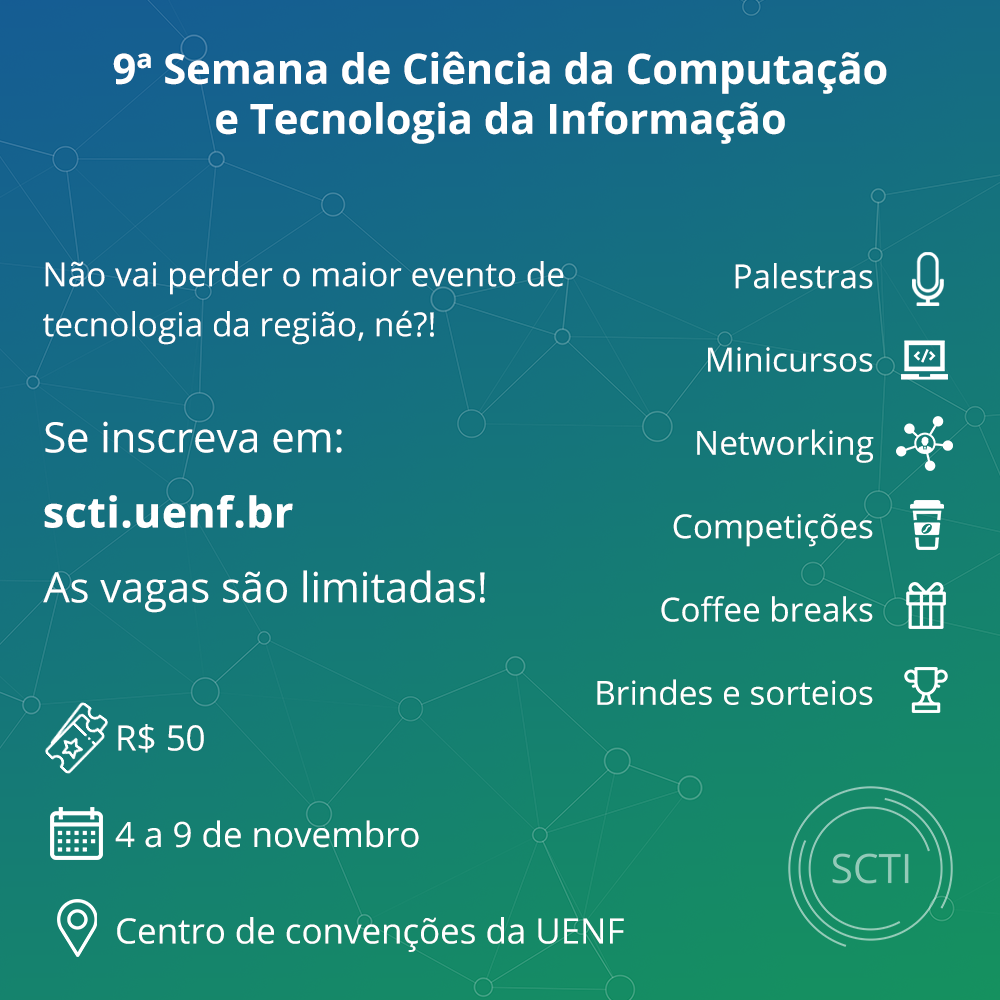 9ª Semana de Ciência da Computação
e Tecnologia da Informação
Não vai perder o maior evento de
tecnologia da região, né?!
Se inscreva em:
scti.uenf.br
As vagas são limitadas!
R$ 50
4 a 9 de novembro
Centro de convenções da UENF
Palestras
Minicursos
Networking
Competições
Coffee breaks
Brindes e sorteios
SCTI